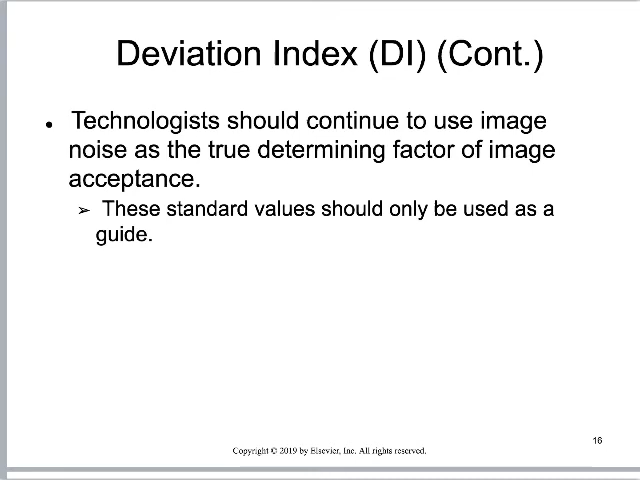 Deviation Index (DI) (Cont.)
● Technologists should continue to use image
noise as the true determining factor of image
acceptance.
➢ These standard values should only be used as a
guide.
16
Copyright © 2019 by Elsevier, Inc. All rights reserved.